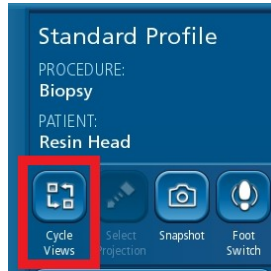 Standard Profile
PROCEDURE:
Biopsy
PATIENT:
Resin Head
Cycle Select Snapshot Foot
Views Projection Switch